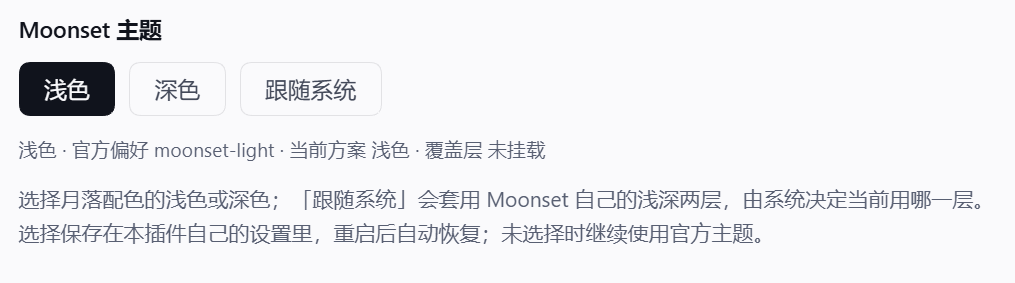 Moonset 主题
浅色 深色 跟随系统
浅色 · 官方偏好 moonset-light · 当前方案 浅色 · 覆盖层 未挂载
选择月落配色的浅色或深色；「跟随系统」会套用 Moonset 自己的浅深两层，由系统决定当前用哪一层。
选择保存在本插件自己的设置里，重启后自动恢复；未选择时继续使用官方主题。